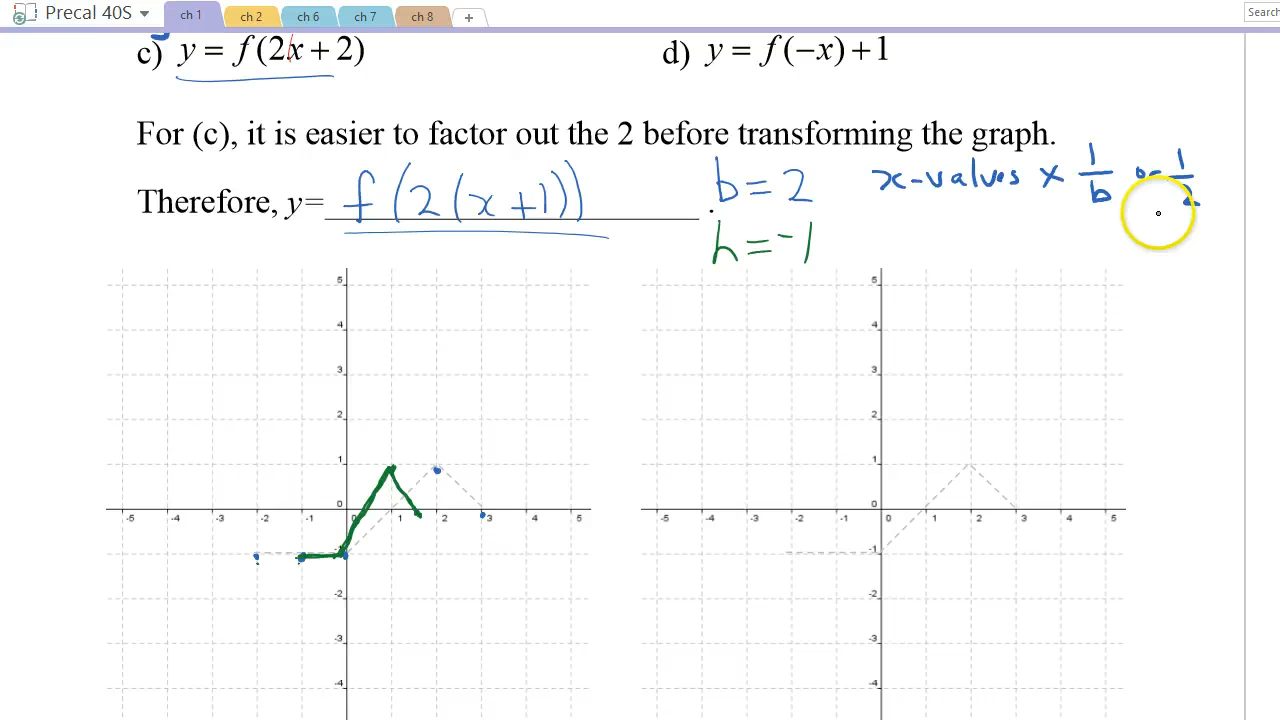 Precal 40S ch 1 ch 2 ch 6 ch 7 ch 8 + Search
c) y = f(2x + 2) d) y = f(−x) + 1
For (c), it is easier to factor out the 2 before transforming the graph.
Therefore, y= f(2(x+1)) . b = 2 x-values × 1/b or 1/2
h = -1
5 5
4 4
3 3
2 2
1 1
0 0
-5 -4 -3 -2 -1 1 2 3 4 5 -5 -4 -3 -2 -1 0 1 2 3 4 5
-1 -1
-2 -2
-3 -3
-4 -4